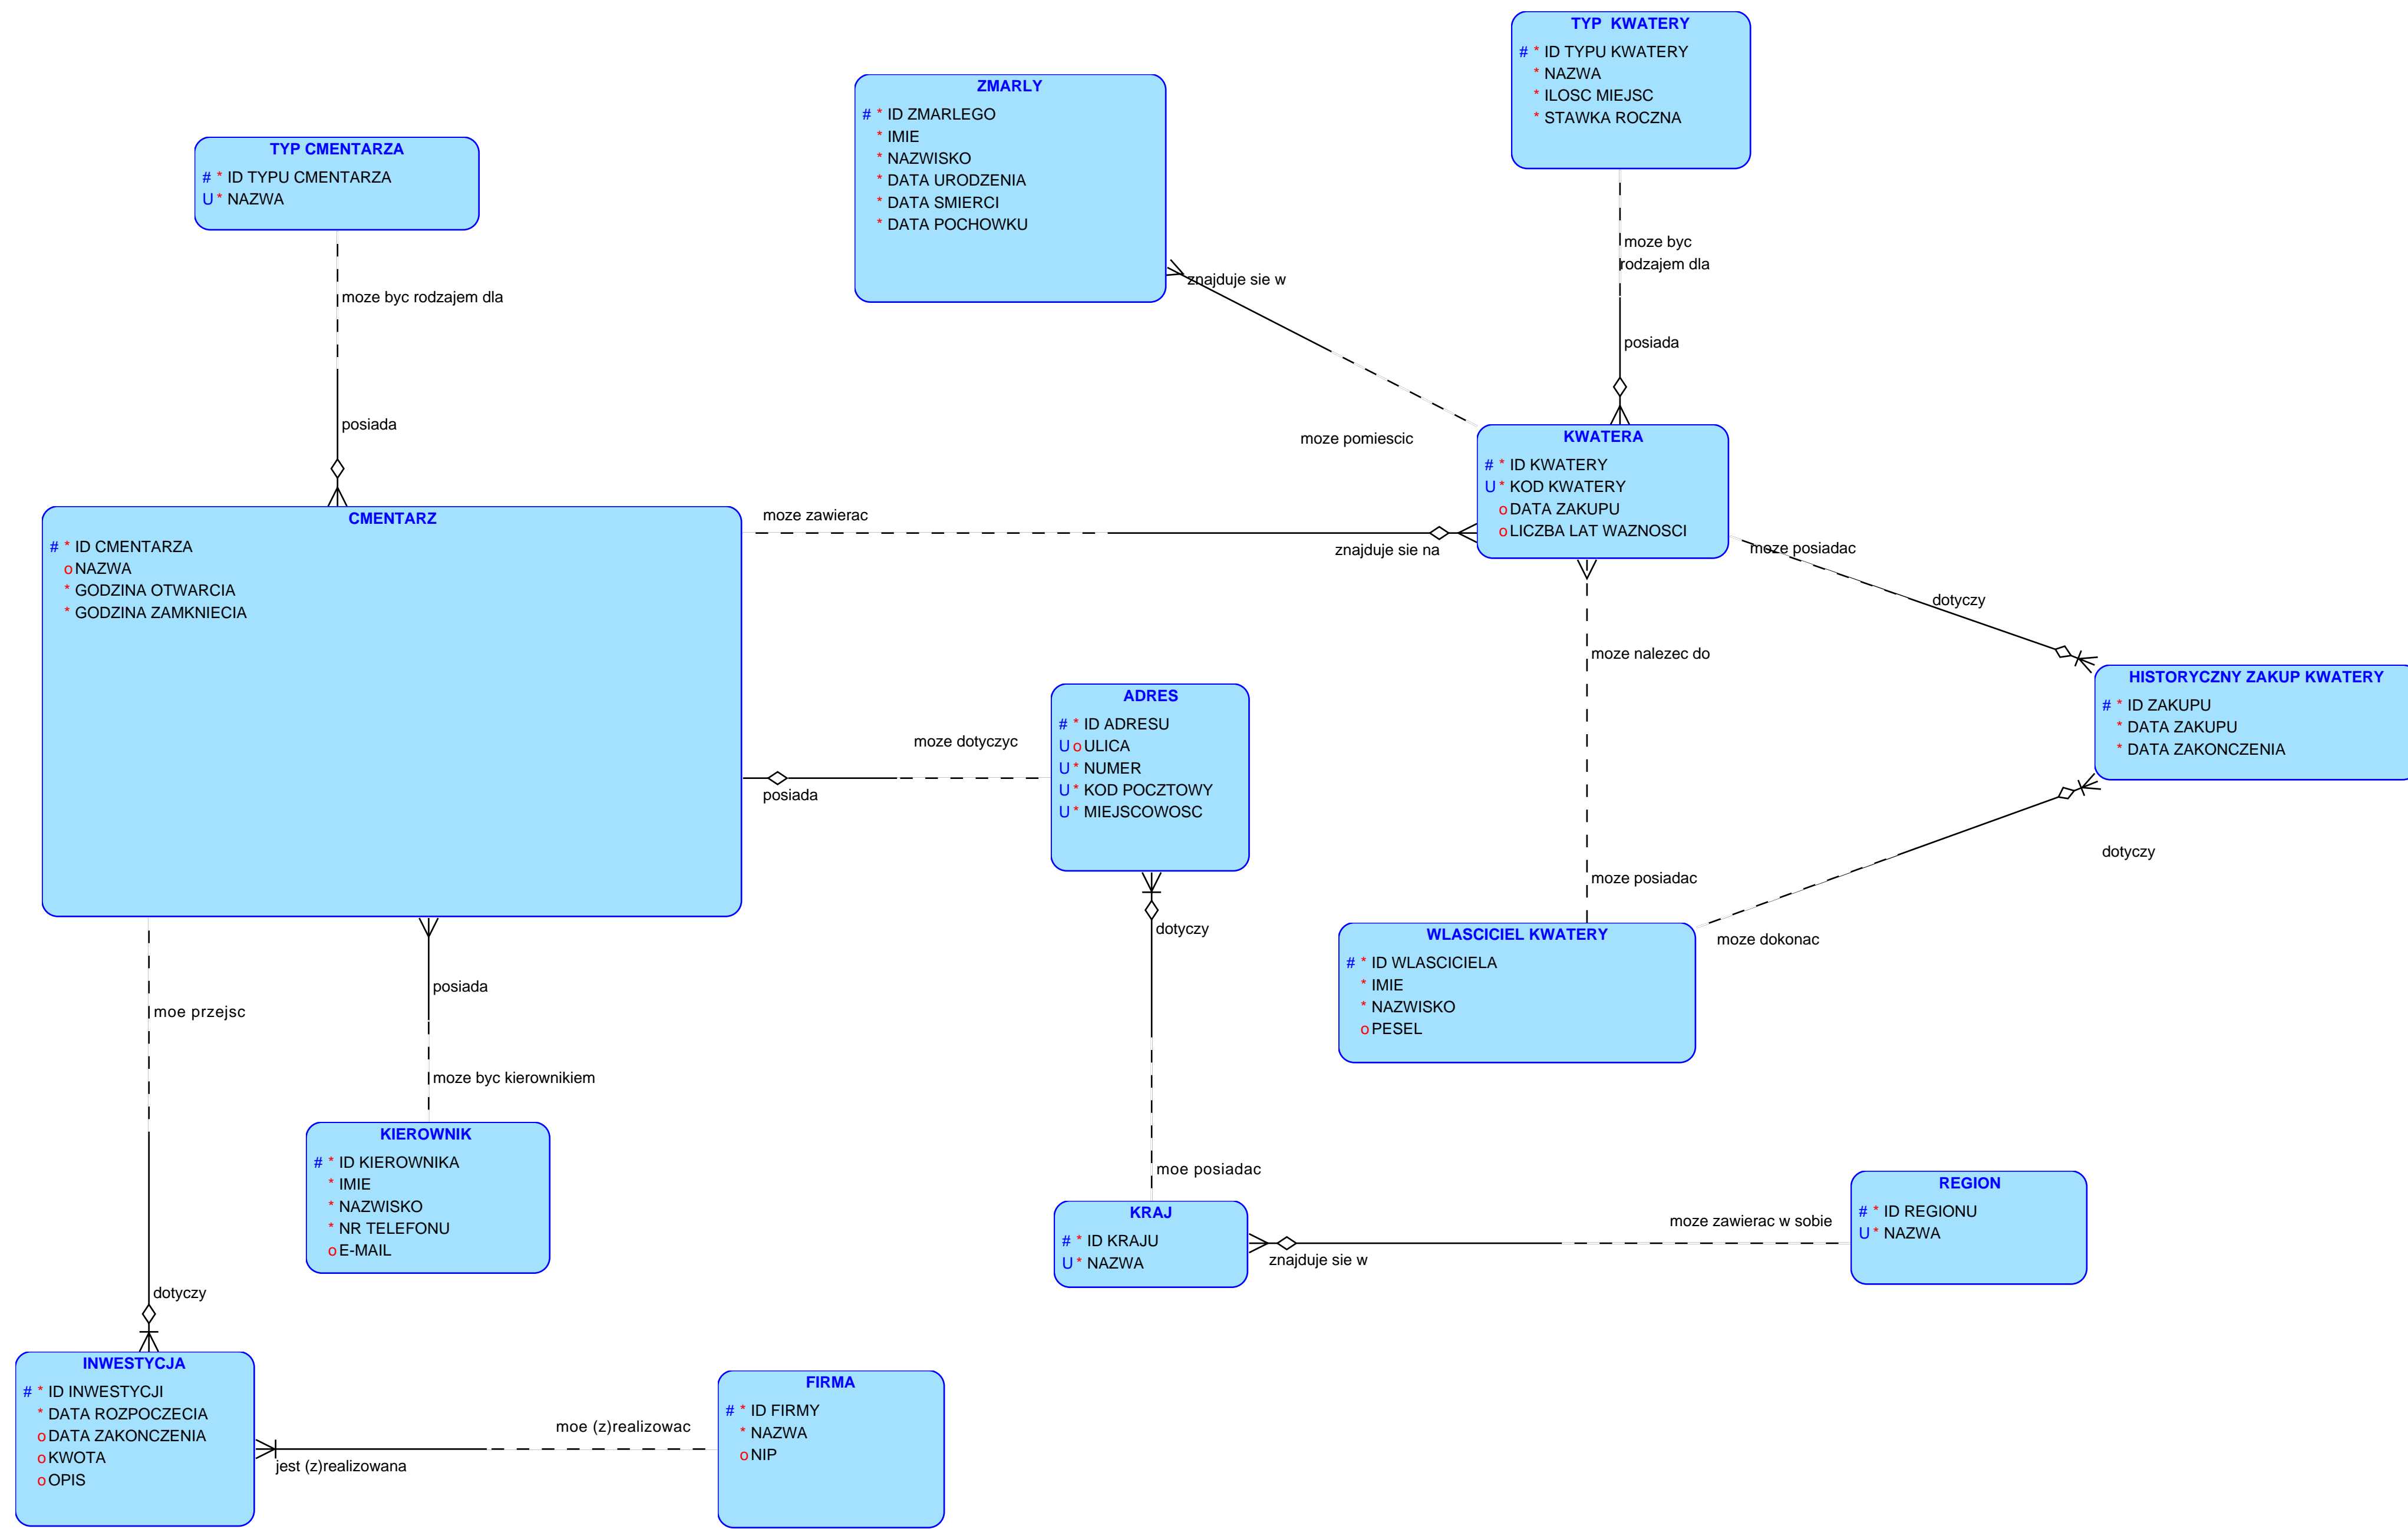 TYP KWATERY
# * ID TYPU KWATERY
* NAZWA
* ILOSC MIEJSC
* STAWKA ROCZNA
ZMARLY
# * ID ZMARLEGO
* IMIE
* NAZWISKO
* DATA URODZENIA
* DATA SMIERCI
* DATA POCHOWKU
TYP CMENTARZA
# * ID TYPU CMENTARZA
U * NAZWA
moze byc
rodzajem dla
znajduje sie w
moze byc rodzajem dla
posiada
posiada
moze pomiescic
KWATERA
# * ID KWATERY
U * KOD KWATERY
o DATA ZAKUPU
o LICZBA LAT WAZNOSCI
CMENTARZ
# * ID CMENTARZA
o NAZWA
* GODZINA OTWARCIA
* GODZINA ZAMKNIECIA
moze zawierac
znajduje sie na
moze posiadac
dotyczy
moze nalezec do
HISTORYCZNY ZAKUP KWATERY
# * ID ZAKUPU
* DATA ZAKUPU
* DATA ZAKONCZENIA
ADRES
# * ID ADRESU
U o ULICA
U * NUMER
U * KOD POCZTOWY
U * MIEJSCOWOSC
moze dotyczyc
posiada
dotyczy
moze posiadac
dotyczy
moze dokonac
WLASCICIEL KWATERY
# * ID WLASCICIELA
* IMIE
* NAZWISKO
o PESEL
posiada
moe przejsc
moze byc kierownikiem
KIEROWNIK
# * ID KIEROWNIKA
* IMIE
* NAZWISKO
* NR TELEFONU
o E-MAIL
moe posiadac
KRAJ
# * ID KRAJU
U * NAZWA
REGION
# * ID REGIONU
U * NAZWA
moze zawierac w sobie
znajduje sie w
dotyczy
INWESTYCJA
# * ID INWESTYCJI
* DATA ROZPOCZECIA
o DATA ZAKONCZENIA
o KWOTA
o OPIS
FIRMA
# * ID FIRMY
* NAZWA
o NIP
moe (z)realizowac
jest (z)realizowana